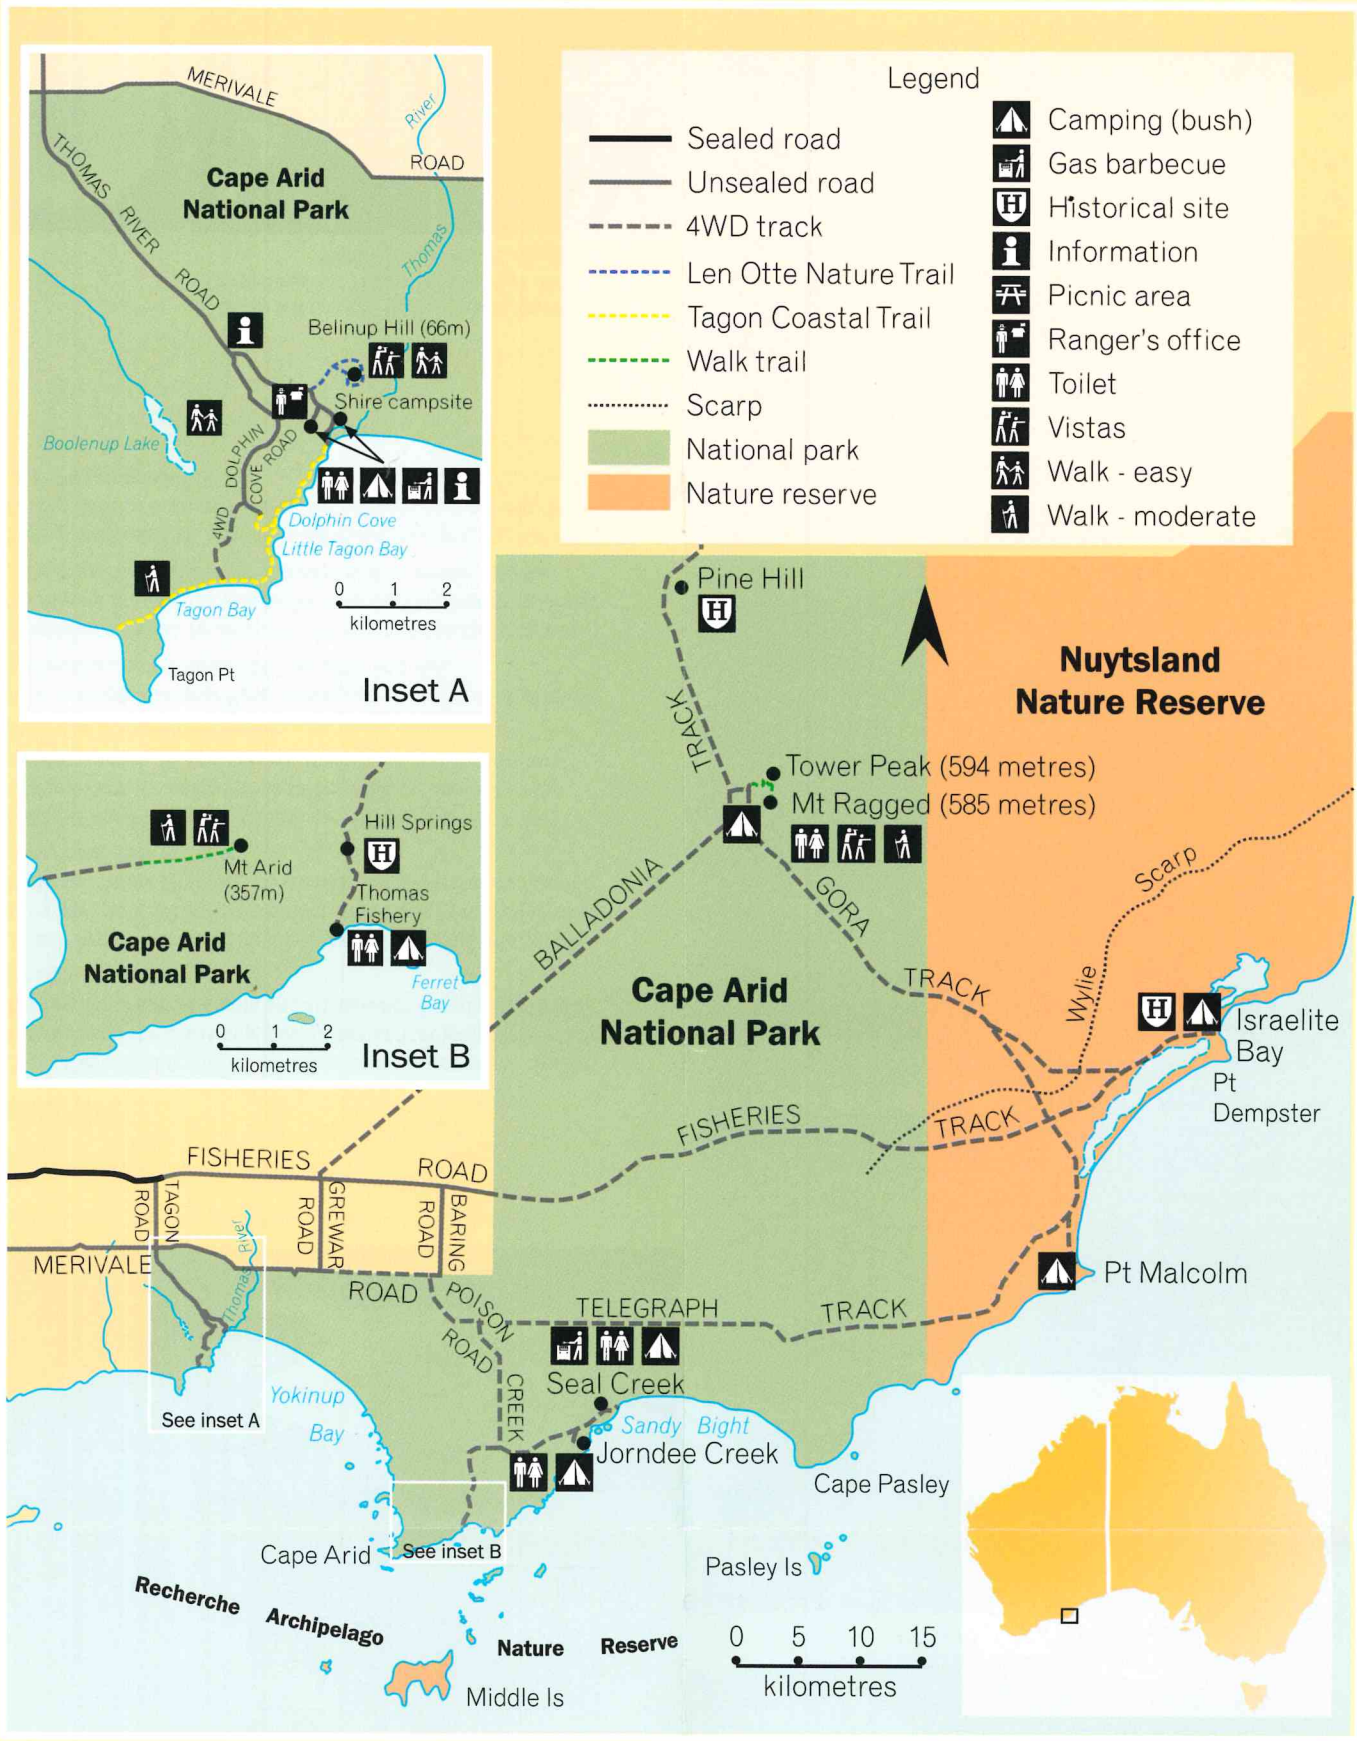 MERIVALE
River
ROAD
THOMAS
RIVER
ROAD
Cape Arid
National Park
Thomas
Belinup Hill (66m)
Shire campsite
Boolenup Lake
DOLPHIN
COVE
ROAD
4WD
Dolphin Cove
Little Tagon Bay
0 1 2
kilometres
Tagon Bay
Tagon Pt
Inset A
Legend
Sealed road
Unsealed road
4WD track
Len Otte Nature Trail
Tagon Coastal Trail
Walk trail
Scarp
National park
Nature reserve
Camping (bush)
Gas barbecue
H Historical site
i Information
Picnic area
Ranger's office
Toilet
Vistas
Walk - easy
Walk - moderate
Hill Springs
H
Mt Arid
(357m)
Thomas
Fishery
Cape Arid
National Park
Ferret
Bay
0 1 2
kilometres
Inset B
Pine Hill
H
TRACK
Nuytsland
Nature Reserve
Tower Peak (594 metres)
Mt Ragged (585 metres)
BALLADONIA
GORA
TRACK
Scarp
Wylie
Cape Arid
National Park
H
Israelite
Bay
Pt
Dempster
FISHERIES
TRACK
FISHERIES
ROAD
TAGON
ROAD
GREWAR
ROAD
BARING
ROAD
MERIVALE
ROAD
Thomas River
POISON
CREEK
ROAD
TELEGRAPH
TRACK
Pt Malcolm
Seal Creek
Sandy Bight
Jorndee Creek
See inset A
Yokinup
Bay
Cape Pasley
Cape Arid
See inset B
Pasley Is
Recherche Archipelago Nature Reserve
Middle Is
0 5 10 15
kilometres